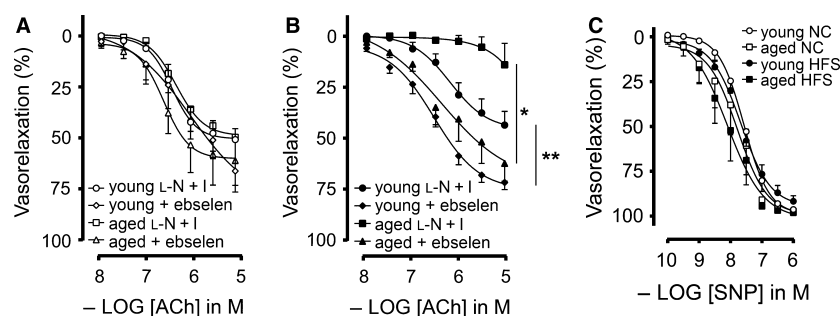 A
Vasorelaxation (%)
0
25
50
75
100
young L-N + I
young + ebselen
aged L-N + I
aged + ebselen
8 7 6 5
– LOG [ACh] in M
B
Vasorelaxation (%)
0
25
50
75
100
*
**
young L-N + I
young + ebselen
aged L-N + I
aged + ebselen
8 7 6 5
– LOG [ACh] in M
C
Vasorelaxation (%)
0
25
50
75
100
young NC
aged NC
young HFS
aged HFS
10 9 8 7 6
– LOG [SNP] in M